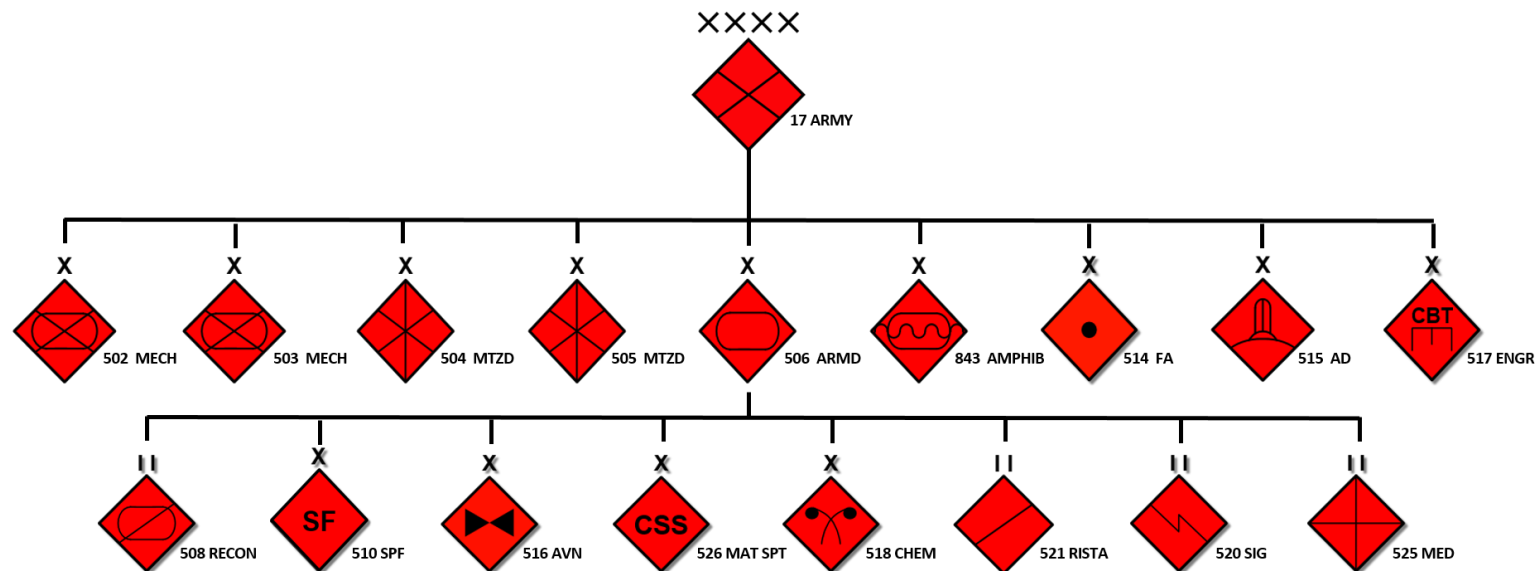 XXXX
17 ARMY
X X X X X X X X X
CBT
502 MECH 503 MECH 504 MTZD 505 MTZD 506 ARMD 843 AMPHIB 514 FA 515 AD 517 ENGR
II X X X X II II II
SF CSS
508 RECON 510 SPF 516 AVN 526 MAT SPT 518 CHEM 521 RISTA 520 SIG 525 MED